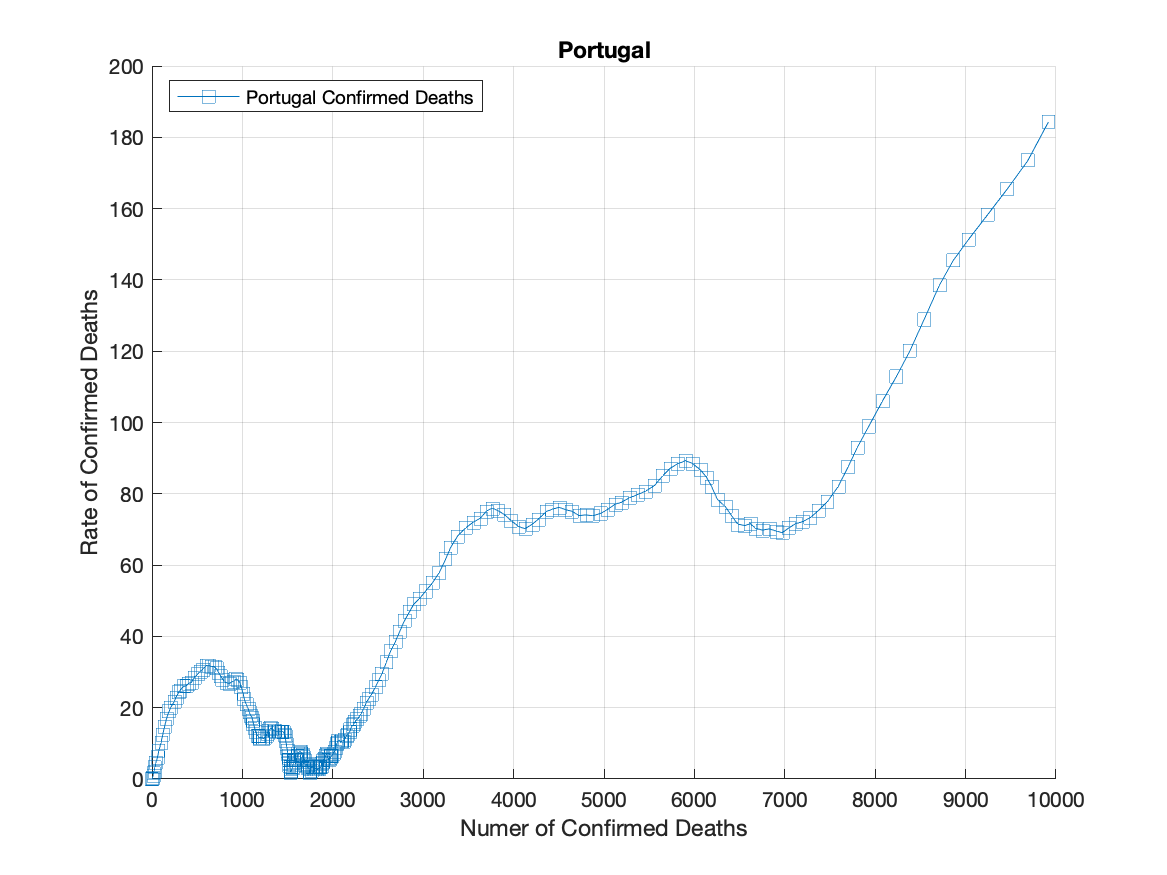 Portugal
Portugal Confirmed Deaths
200
180
160
140
120
100
80
60
40
20
0
Rate of Confirmed Deaths
0 1000 2000 3000 4000 5000 6000 7000 8000 9000 10000
Numer of Confirmed Deaths